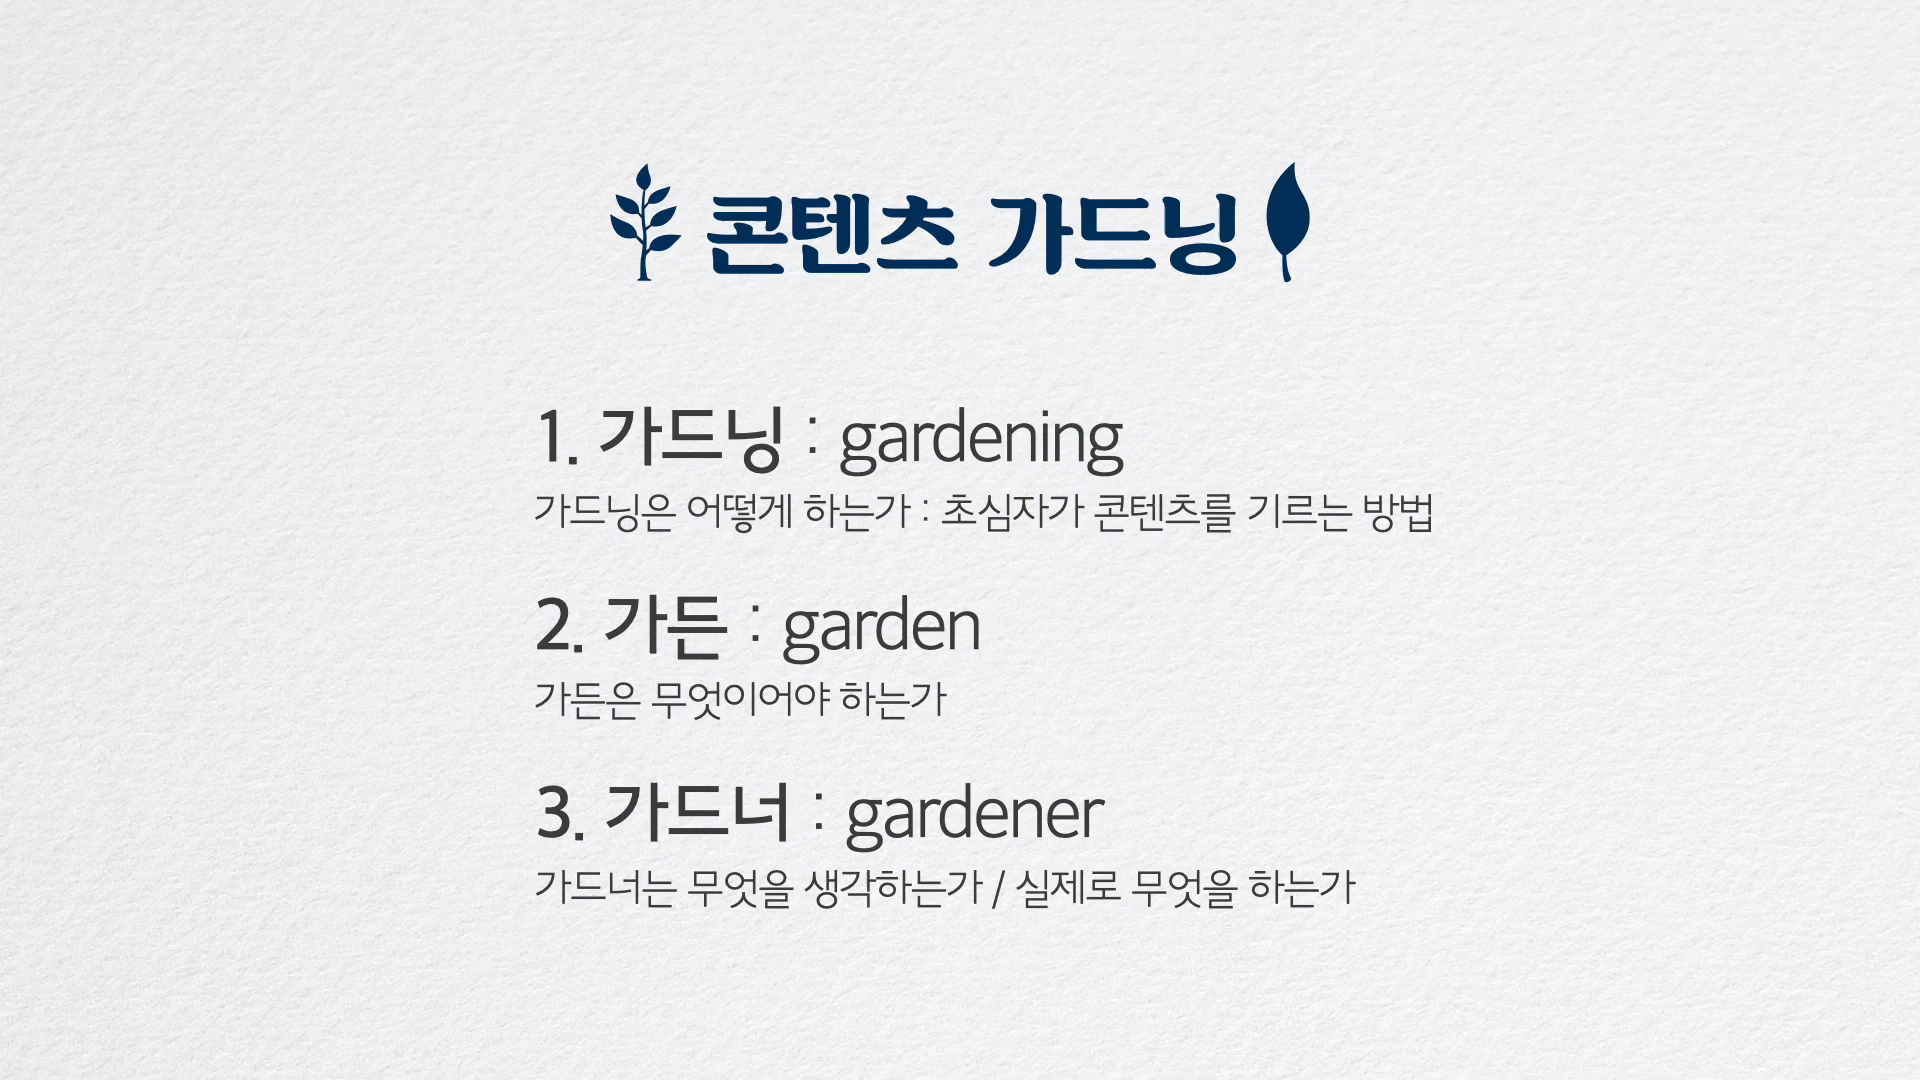 콘텐츠 가드닝
1. 가드닝 : gardening
가드닝은 어떻게 하는가 : 초심자가 콘텐츠를 기르는 방법
2. 가든 : garden
가든은 무엇이어야 하는가
3. 가드너 : gardener
가드너는 무엇을 생각하는가 / 실제로 무엇을 하는가